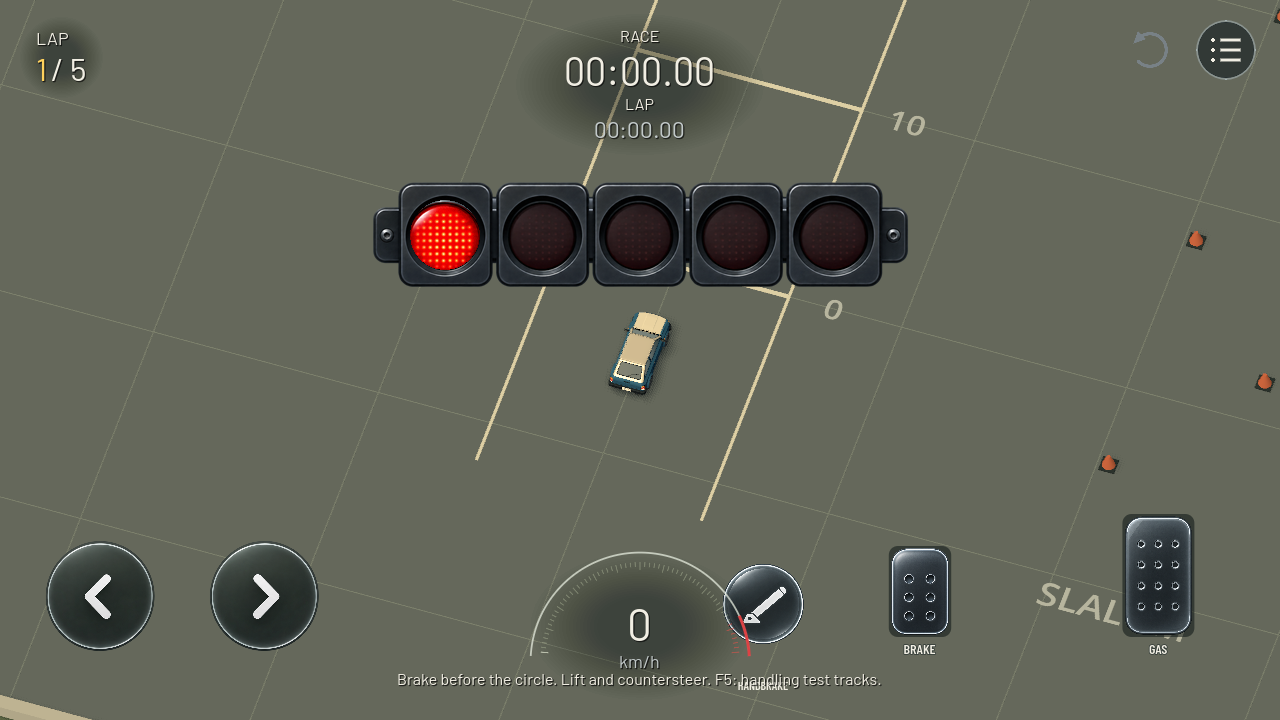 LAP
1/ 5
RACE
00:00.00
LAP
00:00.00
10
0
0
km/h
BRAKE
GAS
HANDBRAKE
Brake before the circle. Lift and countersteer. F5: handling test tracks.